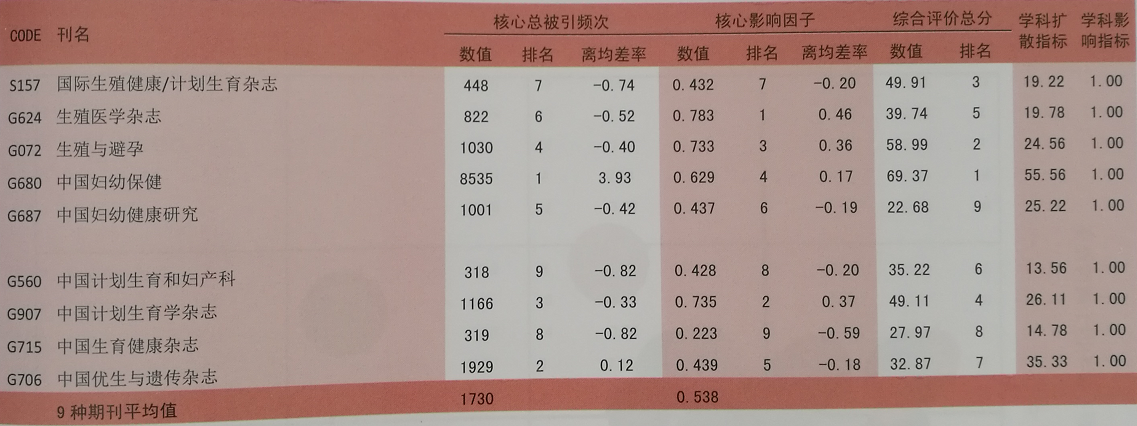 CODE 刊名 核心总被引频次 核心影响因子 综合评价总分 学科扩散指标 学科影响指标
数值 排名 离均差率 数值 排名 离均差率 数值 排名
S157 国际生殖健康/计划生育杂志 448 7 -0.74 0.432 7 -0.20 49.91 3 19.22 1.00
G624 生殖医学杂志 822 6 -0.52 0.783 1 0.46 39.74 5 19.78 1.00
G072 生殖与避孕 1030 4 -0.40 0.733 3 0.36 58.99 2 24.56 1.00
G680 中国妇幼保健 8535 1 3.93 0.629 4 0.17 69.37 1 55.56 1.00
G687 中国妇幼健康研究 1001 5 -0.42 0.437 6 -0.19 22.68 9 25.22 1.00
G560 中国计划生育和妇产科 318 9 -0.82 0.428 8 -0.20 35.22 6 13.56 1.00
G907 中国计划生育学杂志 1166 3 -0.33 0.735 2 0.37 49.11 4 26.11 1.00
G715 中国生育健康杂志 319 8 -0.82 0.223 9 -0.59 27.97 8 14.78 1.00
G706 中国优生与遗传杂志 1929 2 0.12 0.439 5 -0.18 32.87 7 35.33 1.00
9种期刊平均值 1730 0.538